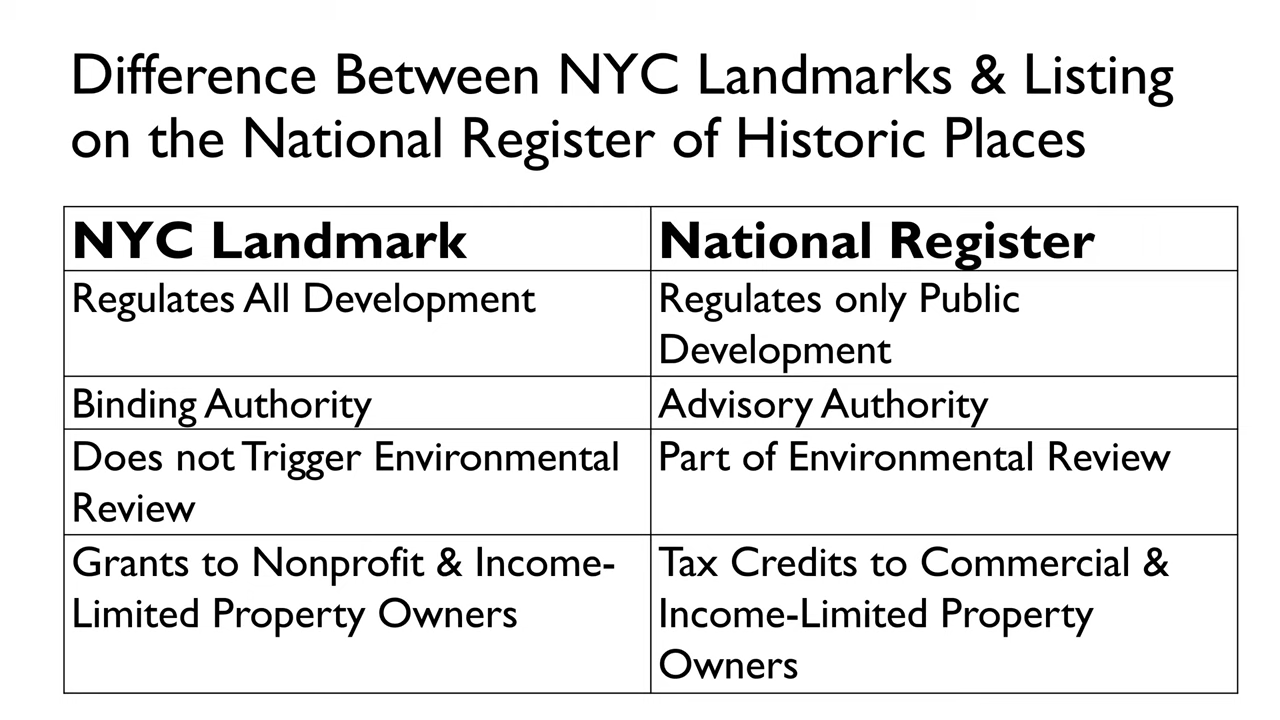 Difference Between NYC Landmarks & Listing
on the National Register of Historic Places
NYC Landmark
National Register
Regulates All Development
Regulates only Public
Development
Binding Authority
Advisory Authority
Does not Trigger Environmental
Review
Part of Environmental Review
Grants to Nonprofit & Income-
Limited Property Owners
Tax Credits to Commercial &
Income-Limited Property
Owners